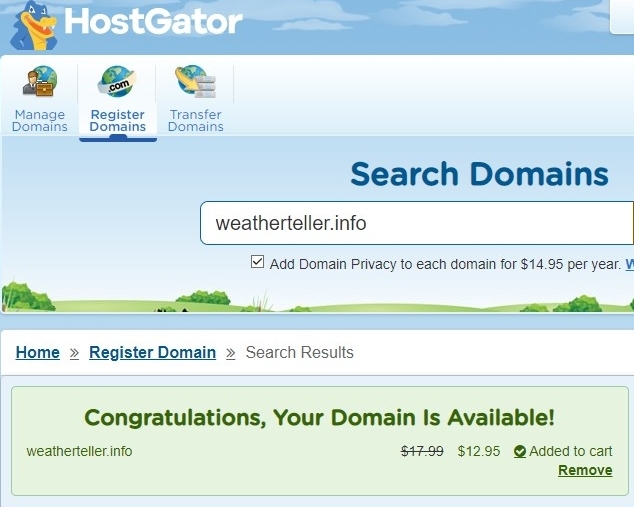 HostGator
.com
Manage
Domains
Register
Domains
Transfer
Domains
Search Domains
weatherteller.info
Add Domain Privacy to each domain for $14.95 per year.
Home » Register Domain » Search Results
Congratulations, Your Domain Is Available!
weatherteller.info $17.99 $12.95 Added to cart
Remove